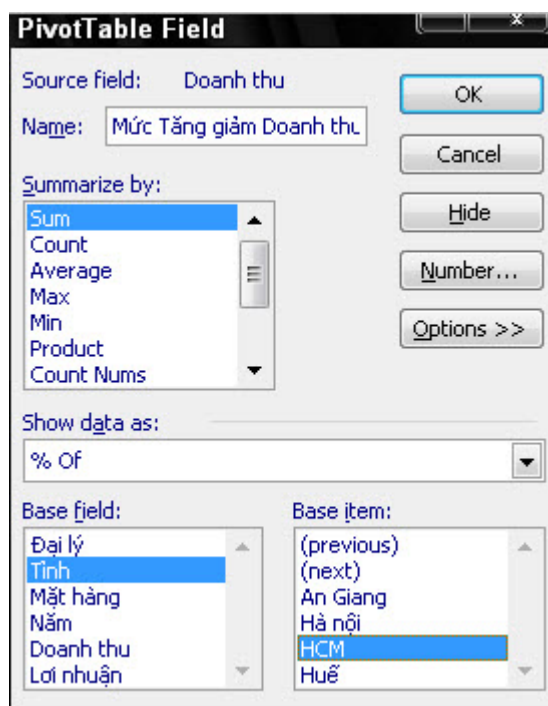 PivotTable Field
Source field: Doanh thu
OK
Name: Mức Tăng giảm Doanh thu
Cancel
Summarize by:
Hide
Sum
Count
Average
Number...
Max
Min
Options >>
Product
Count Nums
Show data as:
% Of
Base field:
Base item:
Đại lý
(previous)
Tỉnh
(next)
Mặt hàng
An Giang
Năm
Hà nội
Doanh thu
HCM
Lợi nhuận
Huế